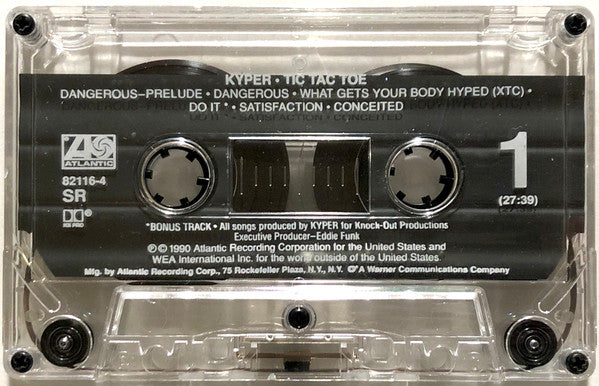 KYPER • TIC TAC TOE
DANGEROUS–PRELUDE • DANGEROUS • WHAT GETS YOUR BODY HYPED (XTC) •
DO IT * • SATISFACTION • CONCEITED
ATLANTIC
82116-4
SR
HX PRO
1
(27:39)
*BONUS TRACK • All songs produced by KYPER for Knock-Out Productions
Executive Producer–Eddie Funk
℗ © 1990 Atlantic Recording Corporation for the United States and
WEA International Inc. for the world outside of the United States.
Mfg. by Atlantic Recording Corp., 75 Rockefeller Plaza, N.Y., N.Y. A Warner Communications Company